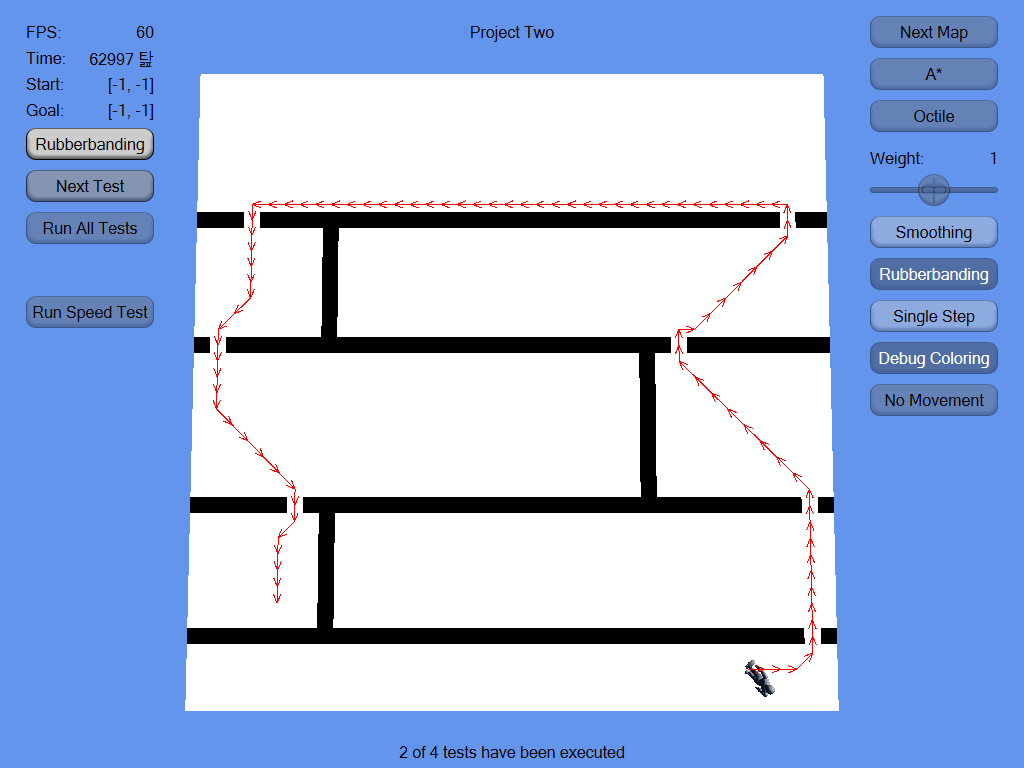 Project Two
FPS: 60
Time: 62997 탎
Start: [-1, -1]
Goal: [-1, -1]
Rubberbanding
Next Test
Run All Tests
Run Speed Test
Next Map
A*
Octile
Weight: 1
Smoothing
Rubberbanding
Single Step
Debug Coloring
No Movement
2 of 4 tests have been executed